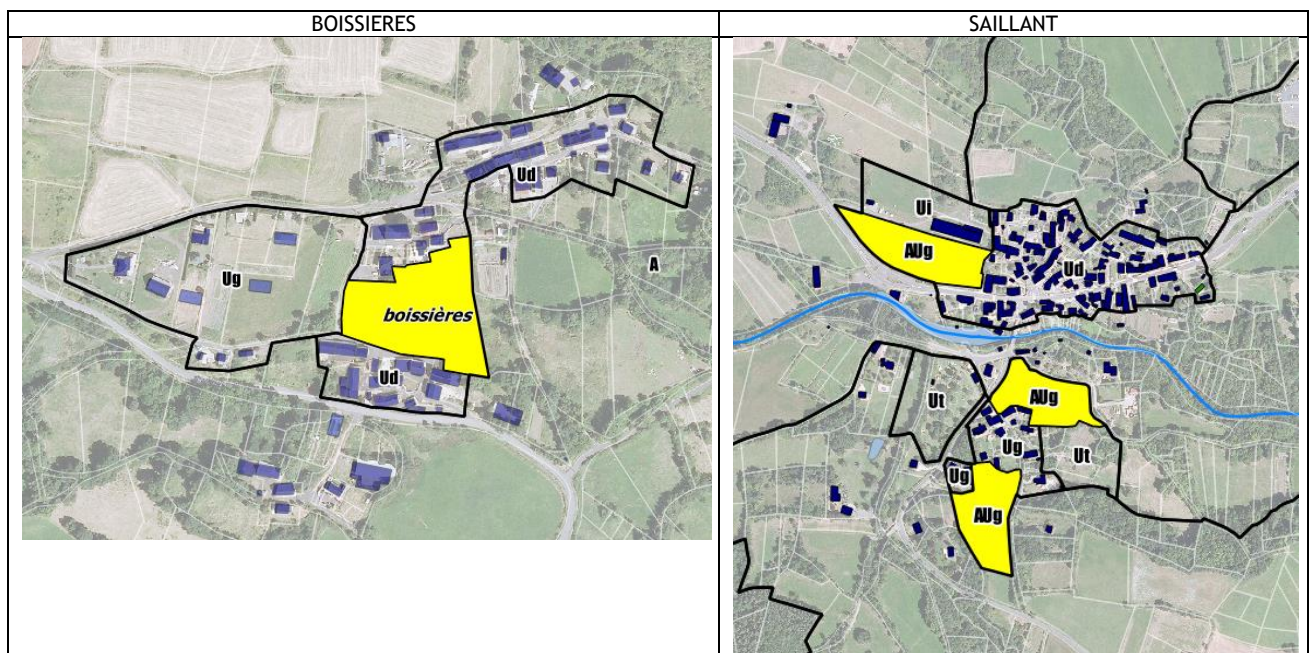 BOISSIERES
SAILLANT
Ud
Ug
A
boissières
Ud
Ui
AUg
Ud
Ut
AUg
Ug
Ut
Ug
AUg